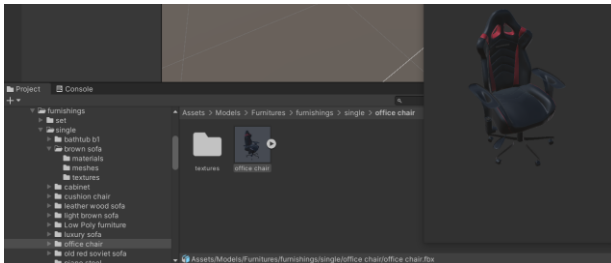 Project
Console
furnishings
set
single
bathtub b1
brown sofa
materials
meshes
textures
cabinet
cushion chair
leather wood sofa
light brown sofa
Low Poly furniture
luxury sofa
office chair
old red soviet sofa
Assets > Models > Furnitures > furnishings > single > office chair
textures
office chair
Assets/Models/Furnitures/furnishings/single/office chair/office chair.fbx